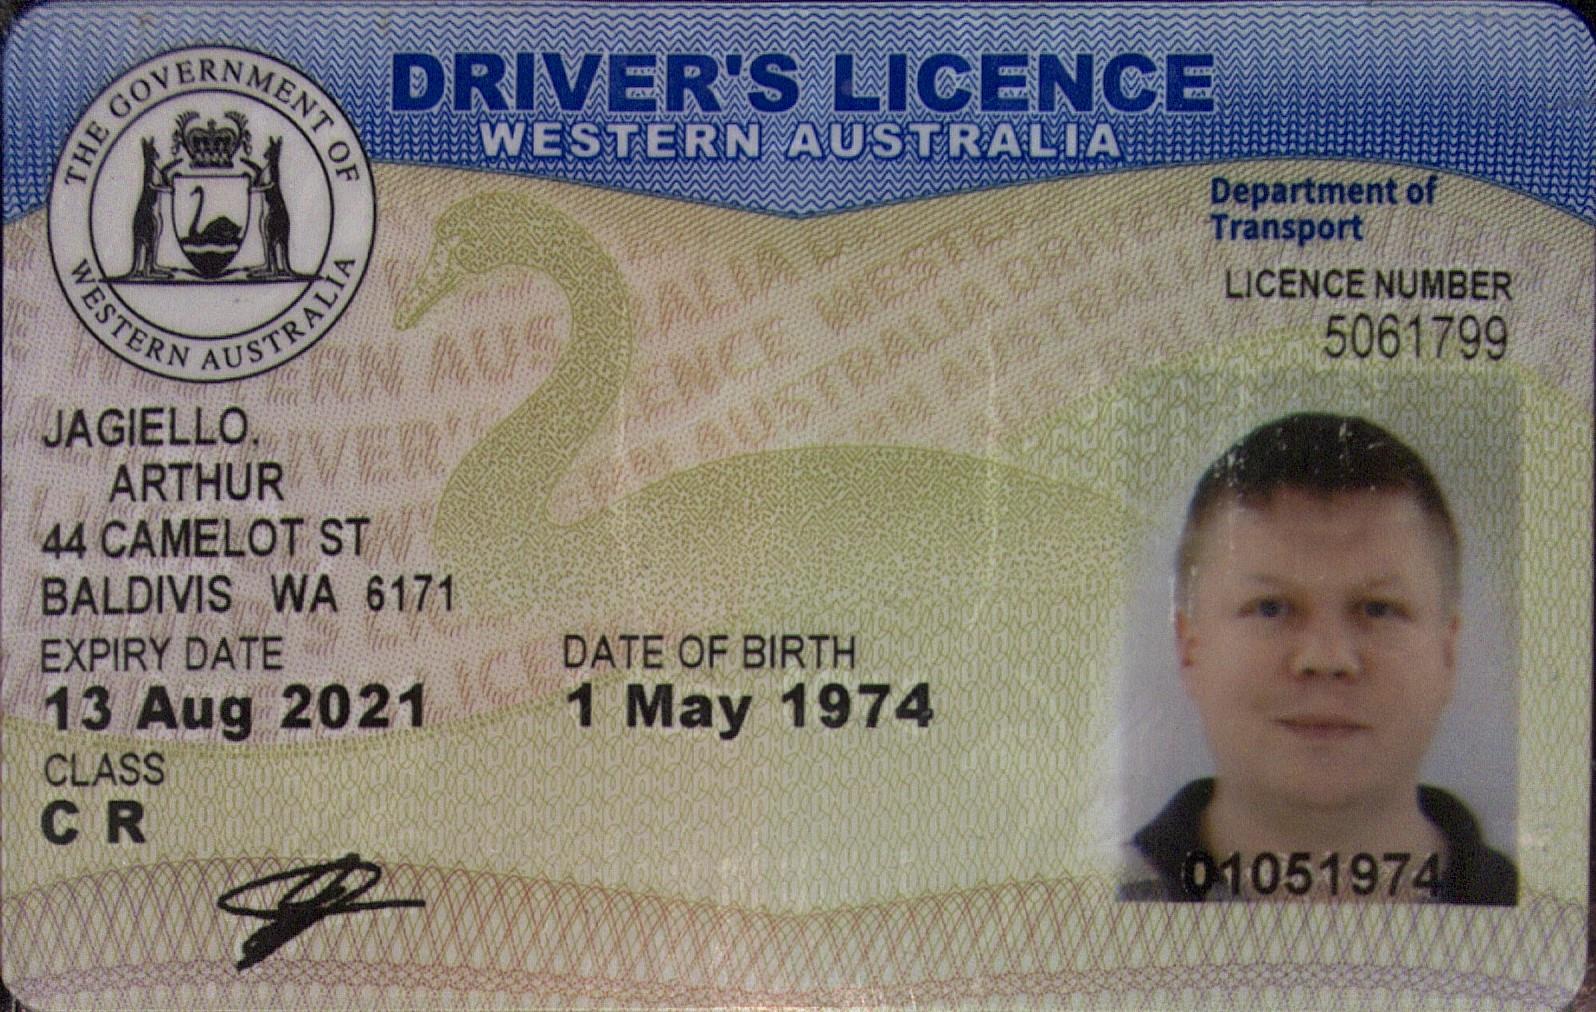 THE GOVERNMENT OF
WESTERN AUSTRALIA
DRIVER'S LICENCE
WESTERN AUSTRALIA
Department of
Transport
LICENCE NUMBER
5061799
JAGIELLO,
ARTHUR
44 CAMELOT ST
BALDIVIS WA 6171
EXPIRY DATE
13 Aug 2021
DATE OF BIRTH
1 May 1974
CLASS
C R
01051974